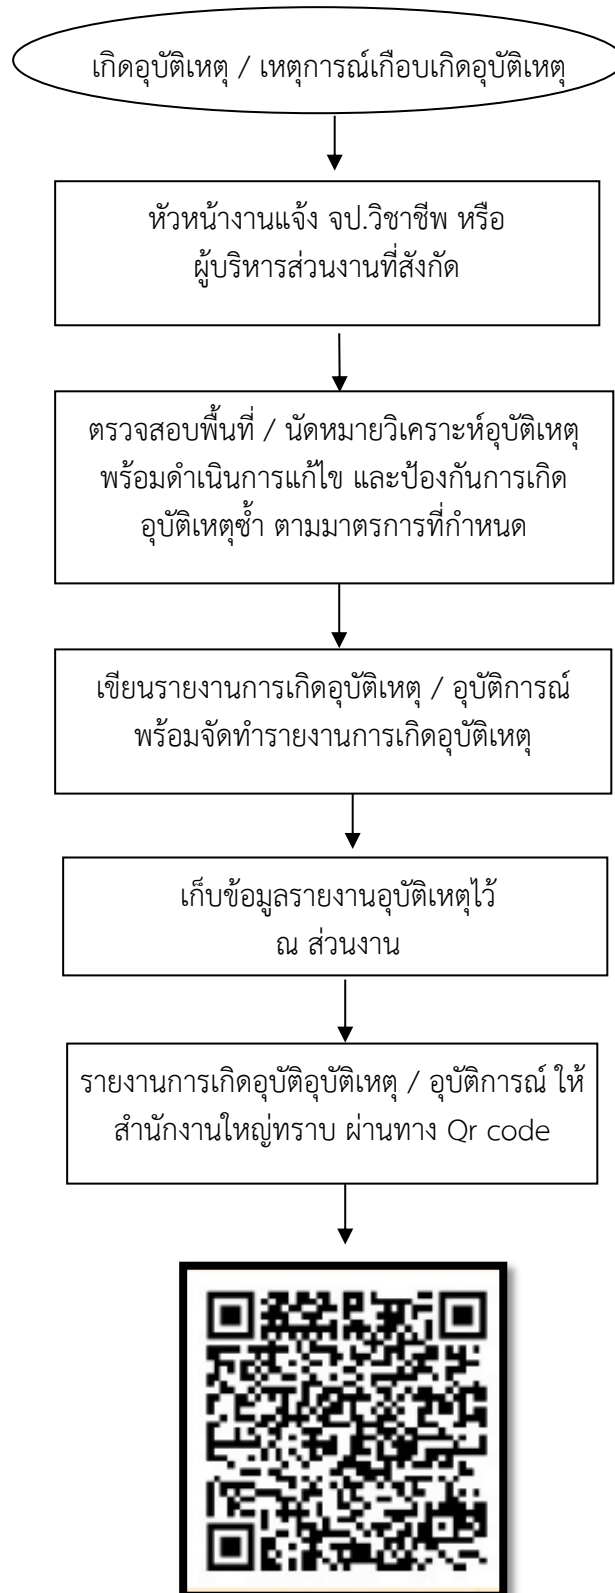 เกิดอุบัติเหตุ / เหตุการณ์เกือบเกิดอุบัติเหตุ
หัวหน้างานแจ้ง จป.วิชาชีพ หรือ
ผู้บริหารส่วนงานที่สังกัด
ตรวจสอบพื้นที่ / นัดหมายวิเคราะห์อุบัติเหตุ
พร้อมดำเนินการแก้ไข และป้องกันการเกิด
อุบัติเหตุซ้ำ ตามมาตรการที่กำหนด
เขียนรายงานการเกิดอุบัติเหตุ / อุบัติการณ์
พร้อมจัดทำรายงานการเกิดอุบัติเหตุ
เก็บข้อมูลรายงานอุบัติเหตุไว้
ณ ส่วนงาน
รายงานการเกิดอุบัติอุบัติเหตุ / อุบัติการณ์ ให้
สำนักงานใหญ่ทราบ ผ่านทาง Qr code